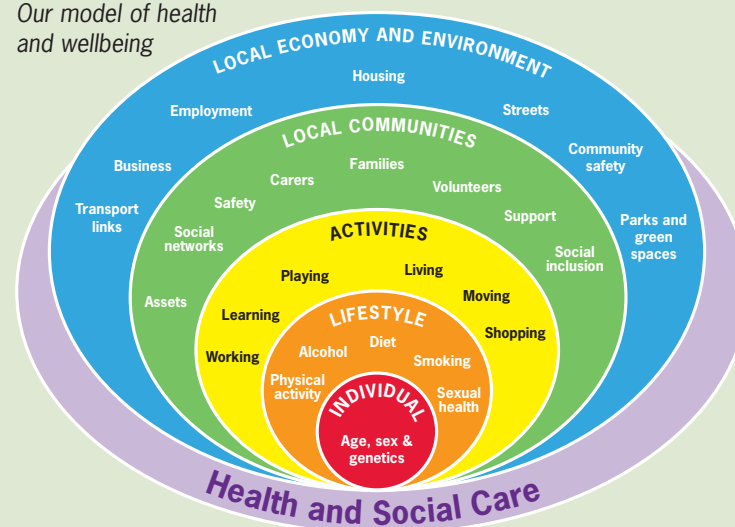 Our model of health
and wellbeing
LOCAL ECONOMY AND ENVIRONMENT
Housing
Employment
Streets
Business
Community
safety
Transport
links
Parks and
green
spaces
LOCAL COMMUNITIES
Families
Carers
Volunteers
Safety
Support
Social
networks
Social
inclusion
Assets
ACTIVITIES
Living
Playing
Moving
Learning
Shopping
Working
LIFESTYLE
Diet
Alcohol
Smoking
Physical
activity
Sexual
health
INDIVIDUAL
Age, sex &
genetics
Health and Social Care